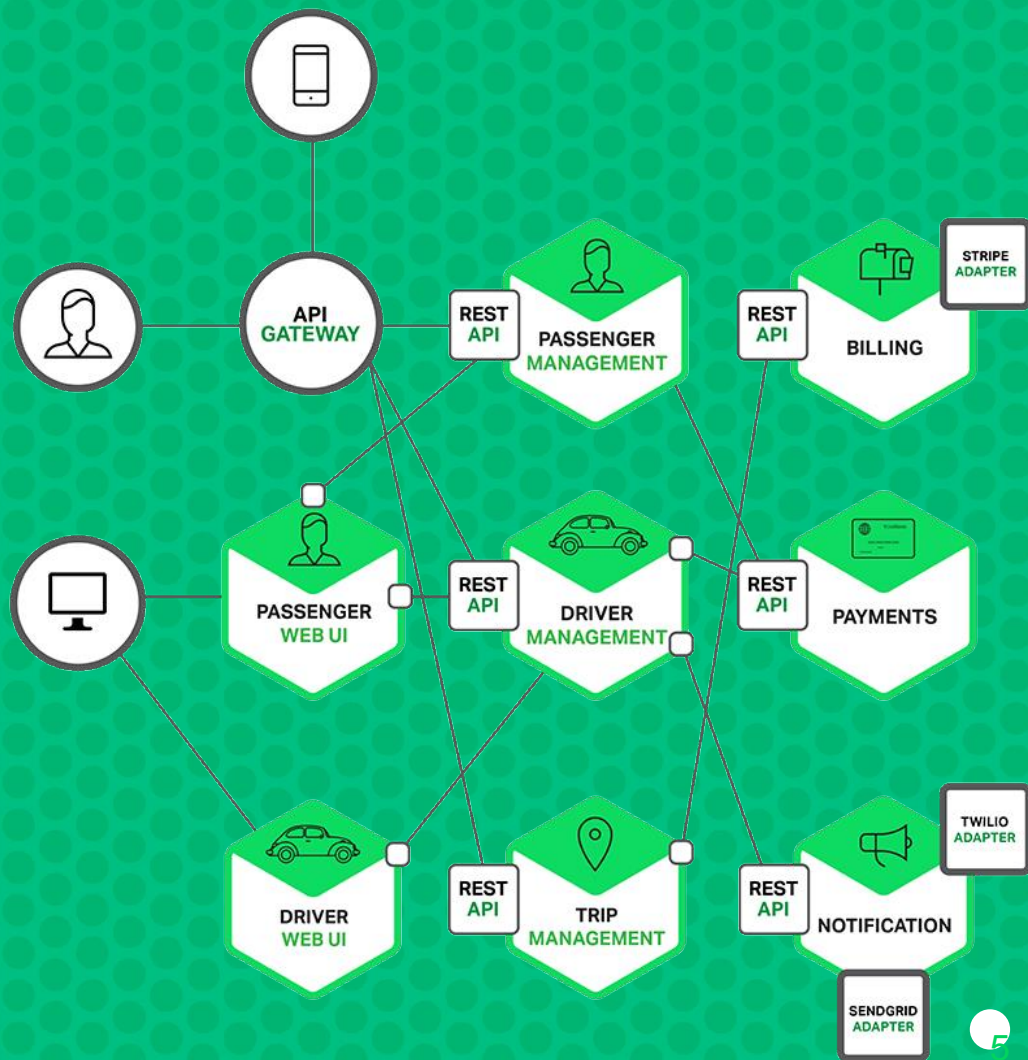 STRIPE
ADAPTER
API
GATEWAY
REST
API
PASSENGER
MANAGEMENT
REST
API
BILLING
PASSENGER
WEB UI
REST
API
DRIVER
MANAGEMENT
REST
API
PAYMENTS
TWILIO
ADAPTER
DRIVER
WEB UI
REST
API
TRIP
MANAGEMENT
REST
API
NOTIFICATION
SENDGRID
ADAPTER
5